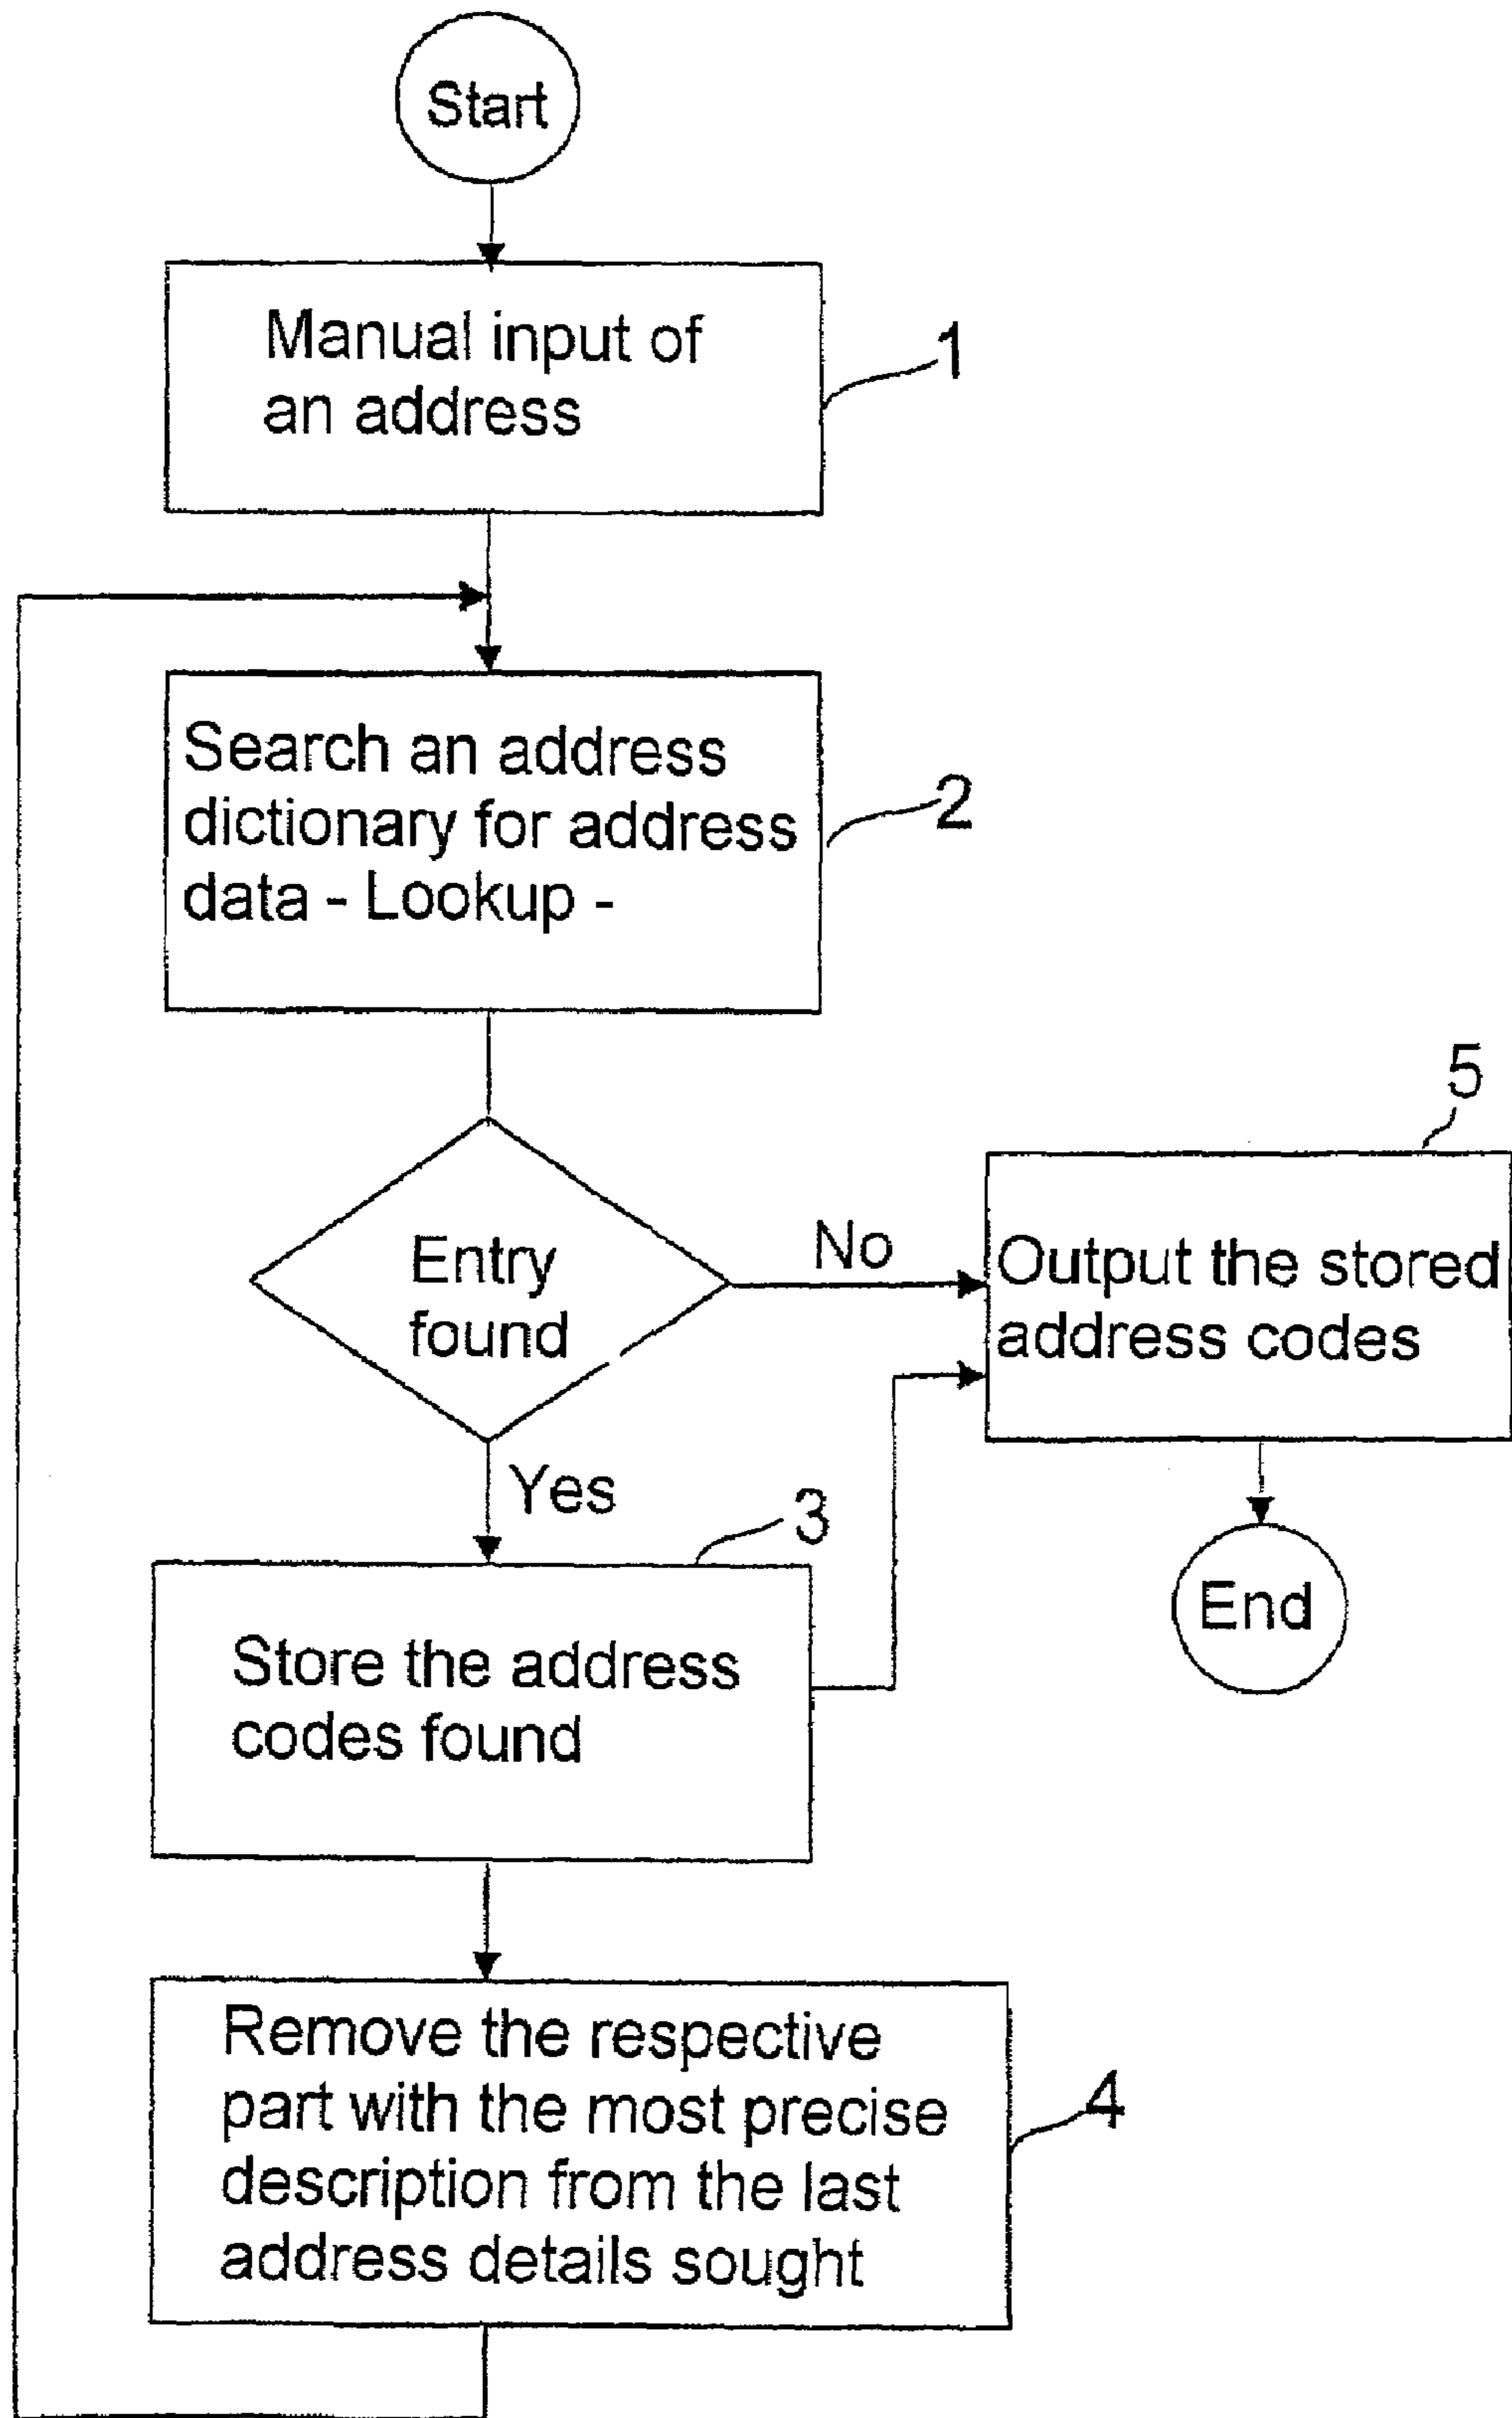 Start
Manual input of
an address
1
Search an address
dictionary for address
data - Lookup -
2
Entry
found
No
Yes
5
Output the stored
address codes
End
3
Store the address
codes found
Remove the respective
part with the most precise
description from the last
address details sought
4